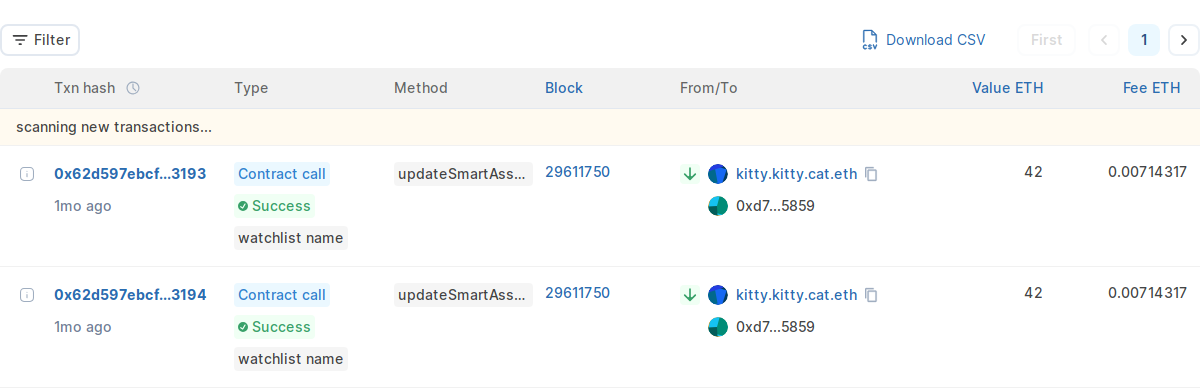 Filter
CSV Download CSV First 1
Txn hash Type Method Block From/To Value ETH Fee ETH
scanning new transactions...
0x62d597ebcf...3193 Contract call updateSmartAss... 29611750 kitty.kitty.cat.eth 42 0.00714317
1mo ago Success 0xd7...5859
watchlist name
0x62d597ebcf...3194 Contract call updateSmartAss... 29611750 kitty.kitty.cat.eth 42 0.00714317
1mo ago Success 0xd7...5859
watchlist name